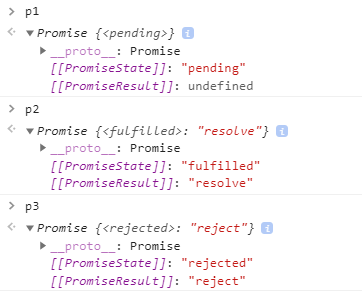 > p1
<· ▼Promise {<pending>} i
▶__proto__: Promise
[[PromiseState]]: "pending"
[[PromiseResult]]: undefined
> p2
<· ▼Promise {<fulfilled>: "resolve"} i
▶__proto__: Promise
[[PromiseState]]: "fulfilled"
[[PromiseResult]]: "resolve"
> p3
<· ▼Promise {<rejected>: "reject"} i
▶__proto__: Promise
[[PromiseState]]: "rejected"
[[PromiseResult]]: "reject"